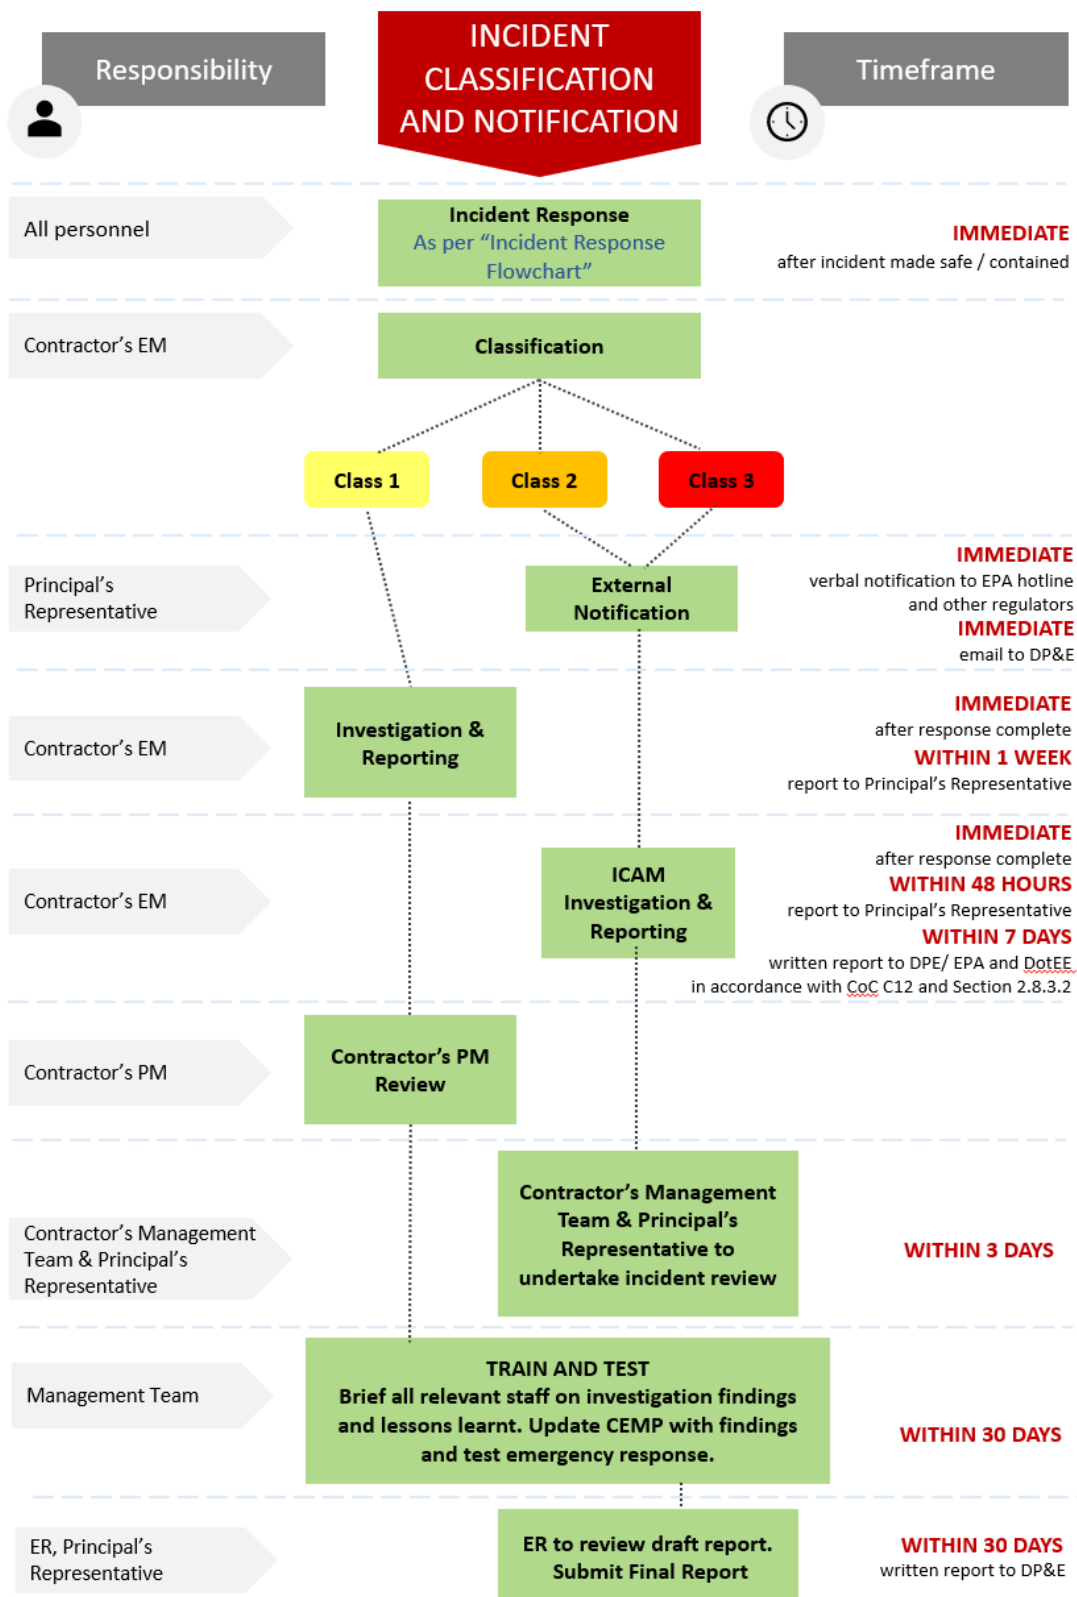 Responsibility
INCIDENT
CLASSIFICATION
AND NOTIFICATION
Timeframe
All personnel
Incident Response
As per “Incident Response
Flowchart”
IMMEDIATE
after incident made safe / contained
Contractor’s EM
Classification
Class 1
Class 2
Class 3
Principal’s
Representative
External
Notification
IMMEDIATE
verbal notification to EPA hotline
and other regulators
IMMEDIATE
email to DP&E
Contractor’s EM
Investigation &
Reporting
IMMEDIATE
after response complete
WITHIN 1 WEEK
report to Principal’s Representative
Contractor’s EM
ICAM
Investigation &
Reporting
IMMEDIATE
after response complete
WITHIN 48 HOURS
report to Principal’s Representative
WITHIN 7 DAYS
written report to DPE/ EPA and DotEE
in accordance with CoC C12 and Section 2.8.3.2
Contractor’s PM
Contractor’s PM
Review
Contractor’s Management
Team & Principal’s
Representative
Contractor’s Management
Team & Principal’s
Representative to
undertake incident review
WITHIN 3 DAYS
Management Team
TRAIN AND TEST
Brief all relevant staff on investigation findings
and lessons learnt. Update CEMP with findings
and test emergency response.
WITHIN 30 DAYS
ER, Principal’s
Representative
ER to review draft report.
Submit Final Report
WITHIN 30 DAYS
written report to DP&E